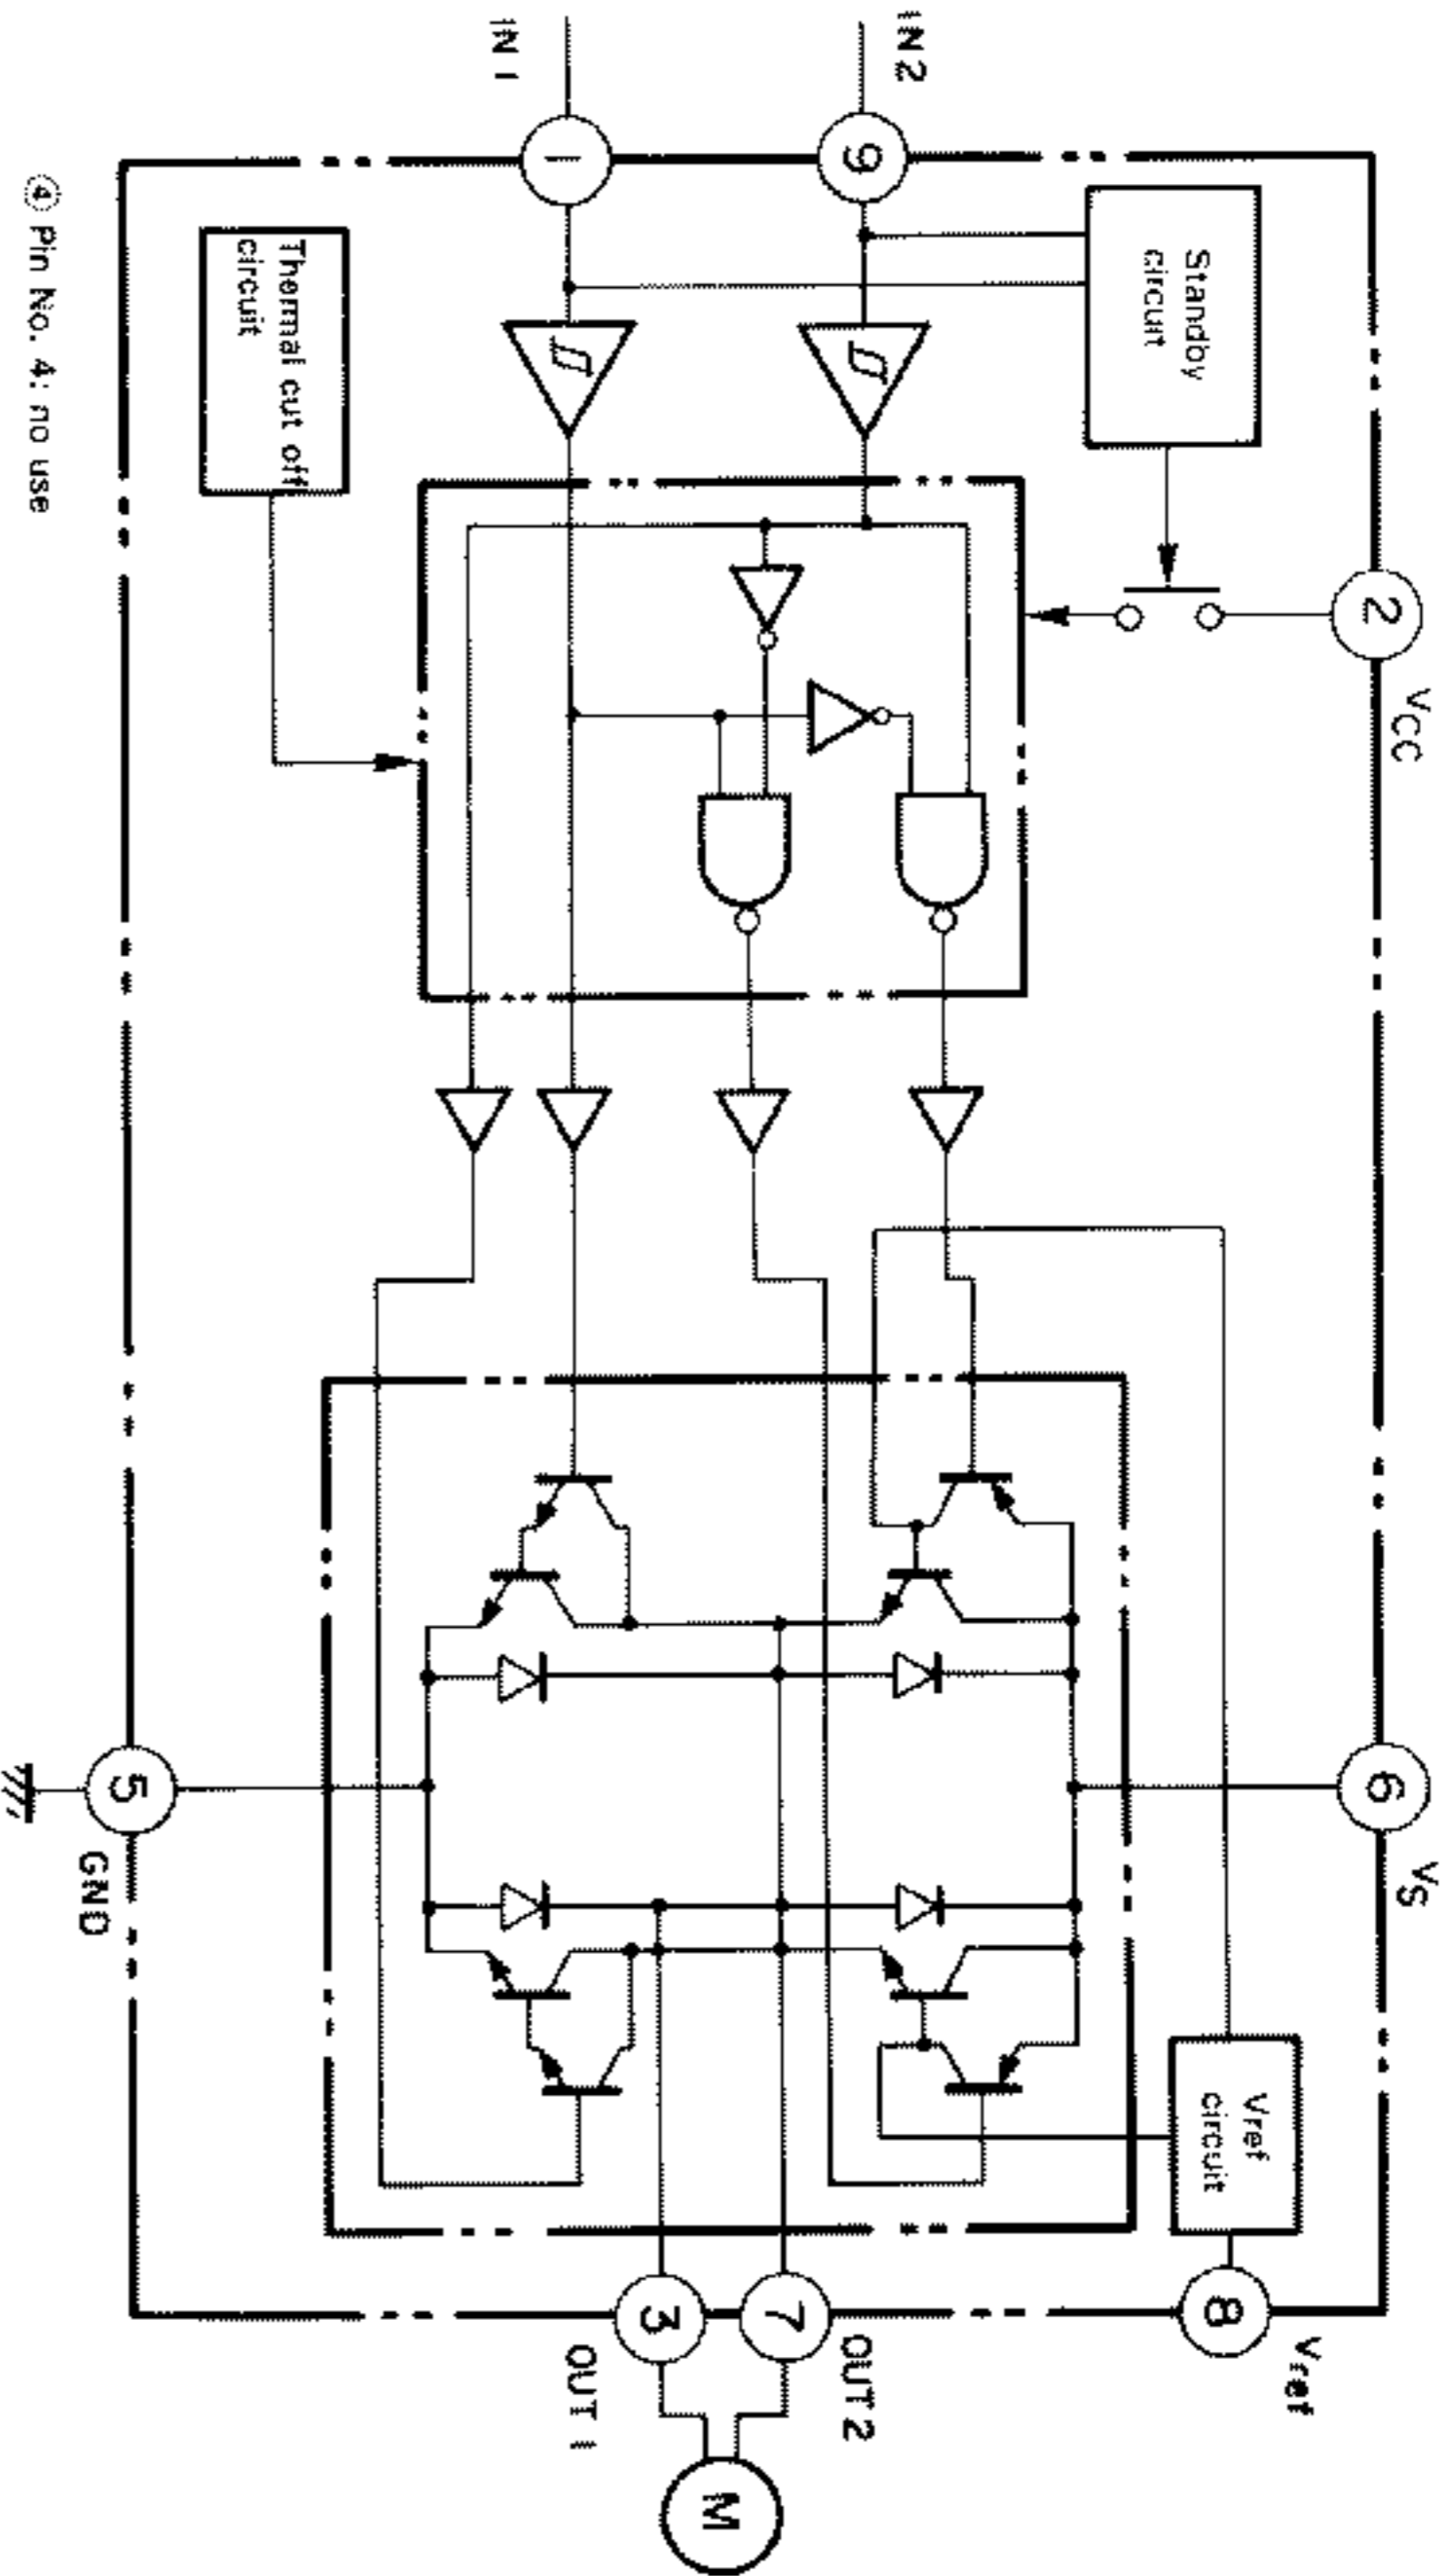 VCC
VS
Vref
2
6
8
Standby
circuit
Vref
circuit
IN 2
9
IN 1
1
OUT 2
7
3
OUT 1
M
Thermal cut off
circuit
5
GND
④ Pin No. 4: no use